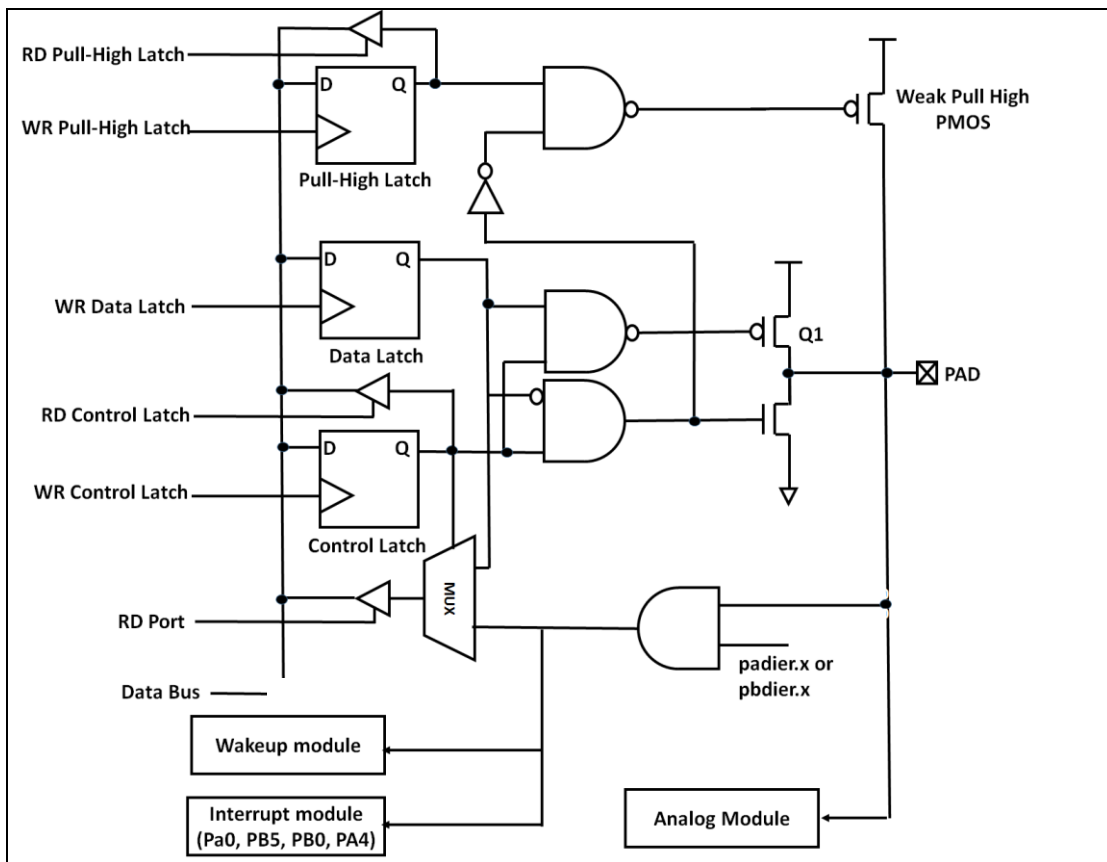 RD Pull-High Latch
D Q
WR Pull-High Latch
Pull-High Latch
Weak Pull High
PMOS
D Q
WR Data Latch
Data Latch
Q1
PAD
RD Control Latch
D Q
WR Control Latch
Control Latch
MUX
RD Port
padier.x or
pbdier.x
Data Bus
Wakeup module
Interrupt module
(Pa0, PB5, PB0, PA4)
Analog Module